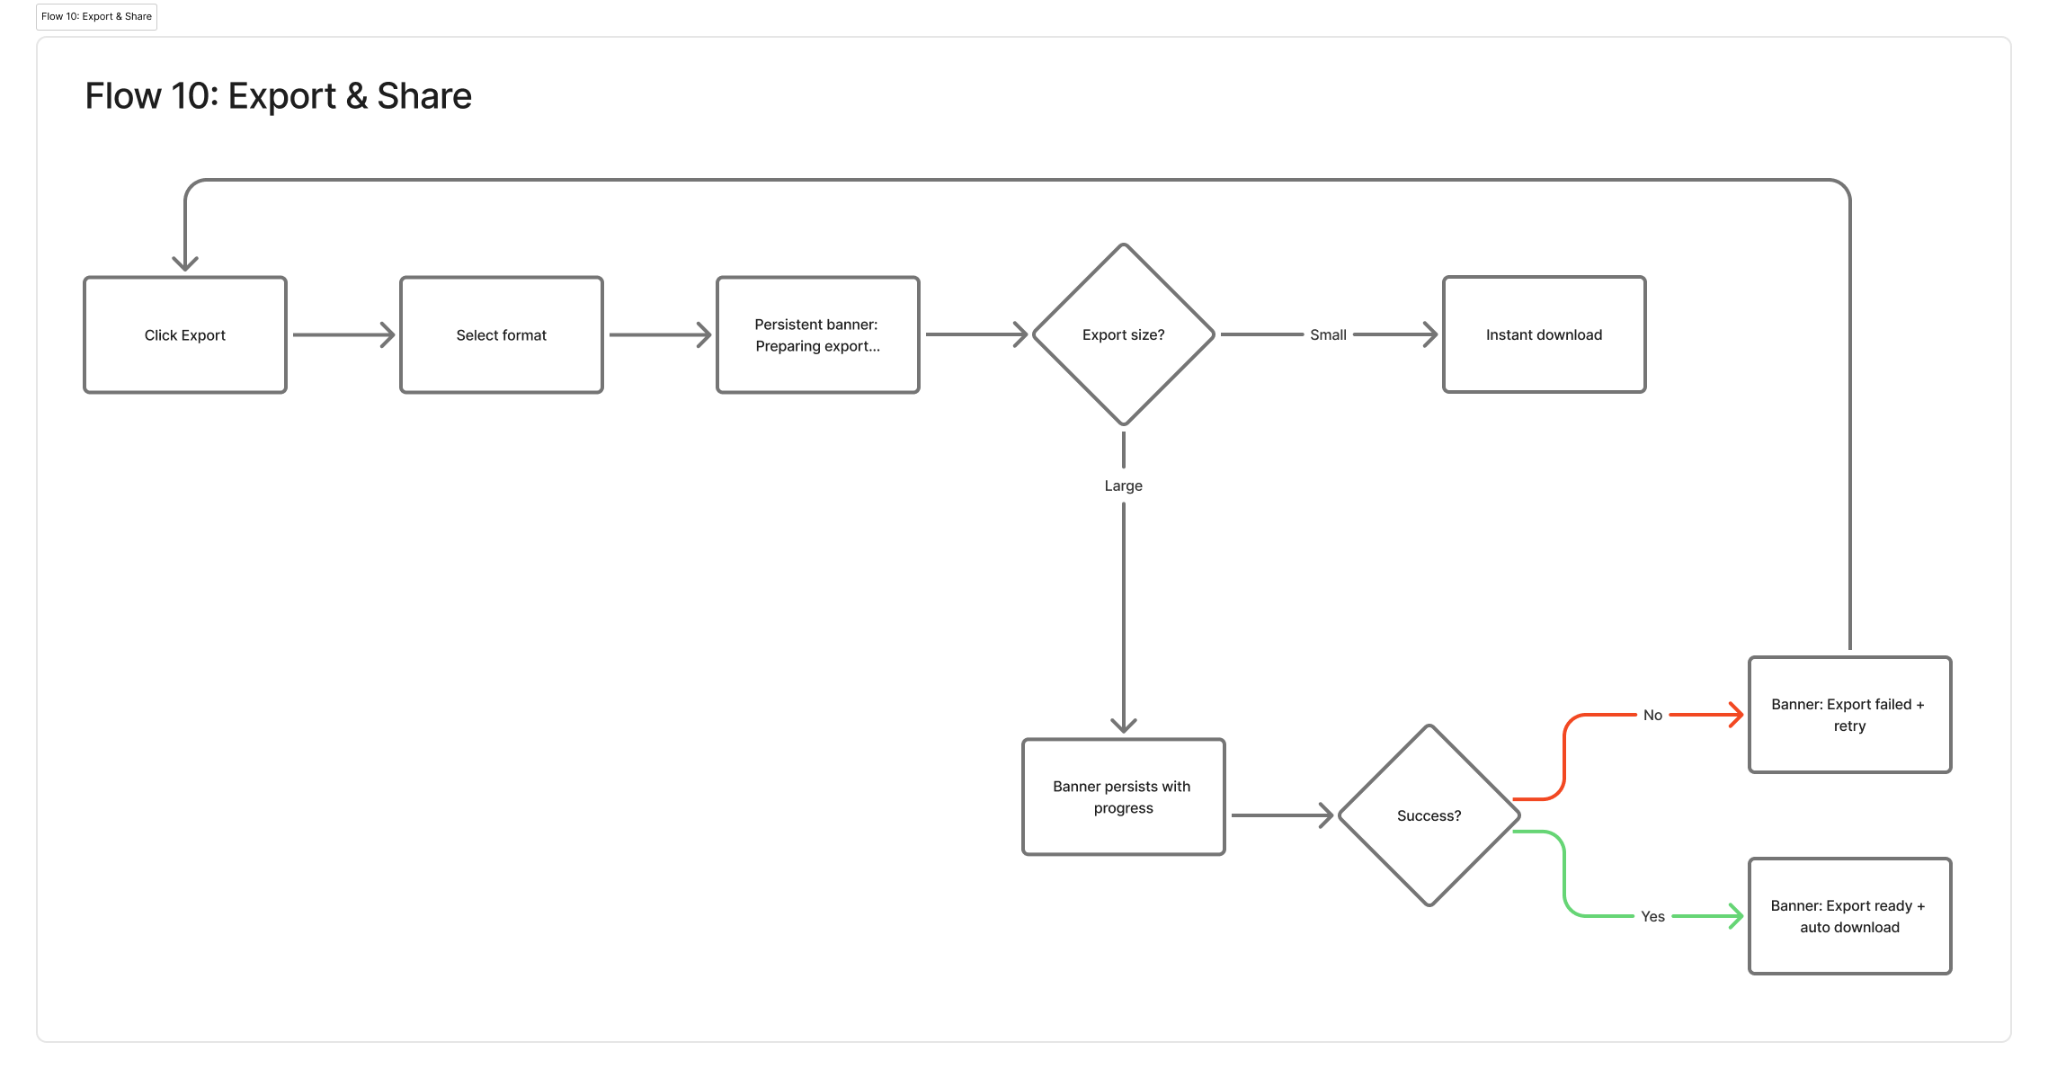 Flow 10: Export & Share
Flow 10: Export & Share
Click Export
Select format
Persistent banner:
Preparing export...
Export size?
Small
Instant download
Large
Banner persists with
progress
Success?
No
Banner: Export failed +
retry
Yes
Banner: Export ready +
auto download